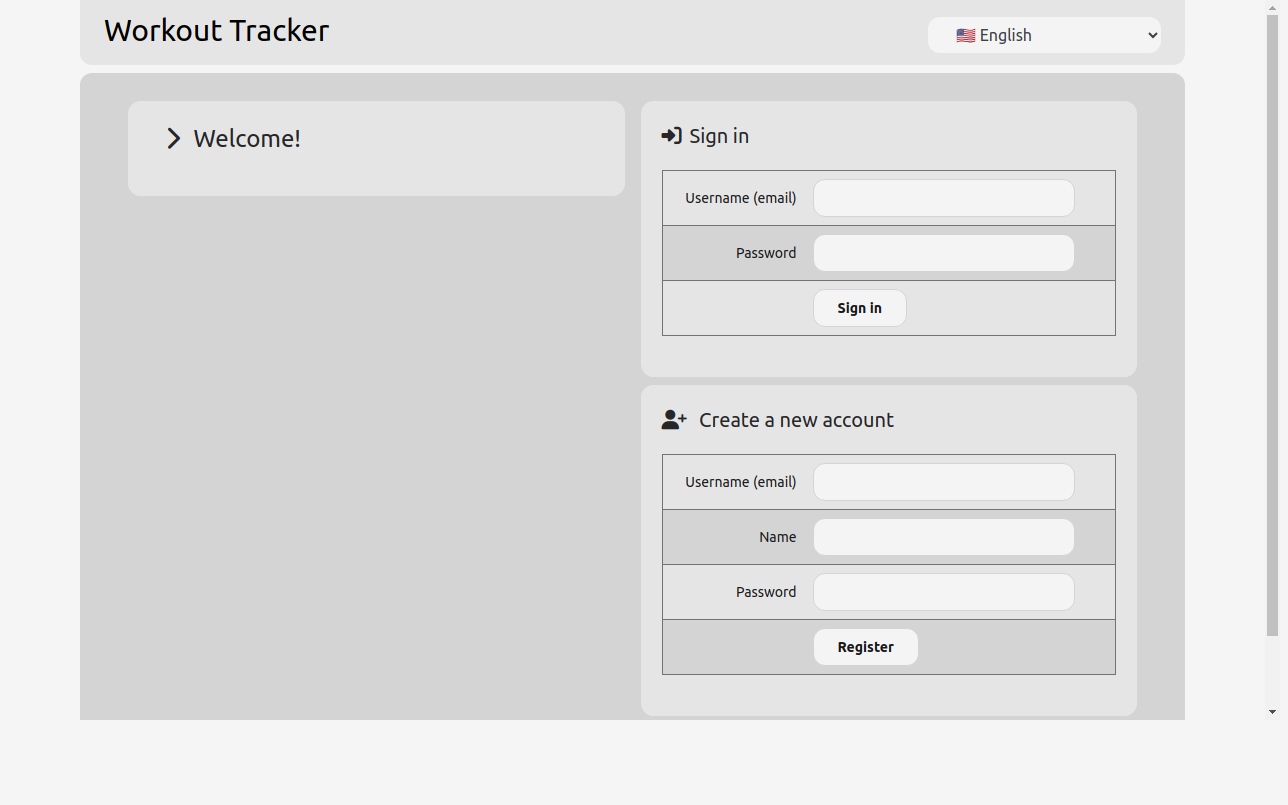 Workout Tracker
🇺🇸 English
Welcome!
Sign in
Username (email)
Password
Sign in
Create a new account
Username (email)
Name
Password
Register